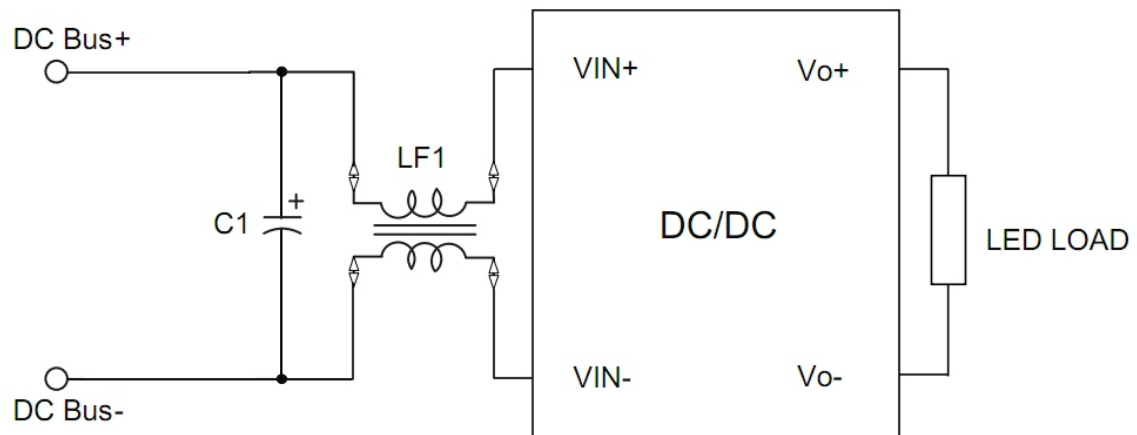 DC Bus+
VIN+
Vo+
LF1
C1
+
DC/DC
LED LOAD
VIN-
Vo-
DC Bus-